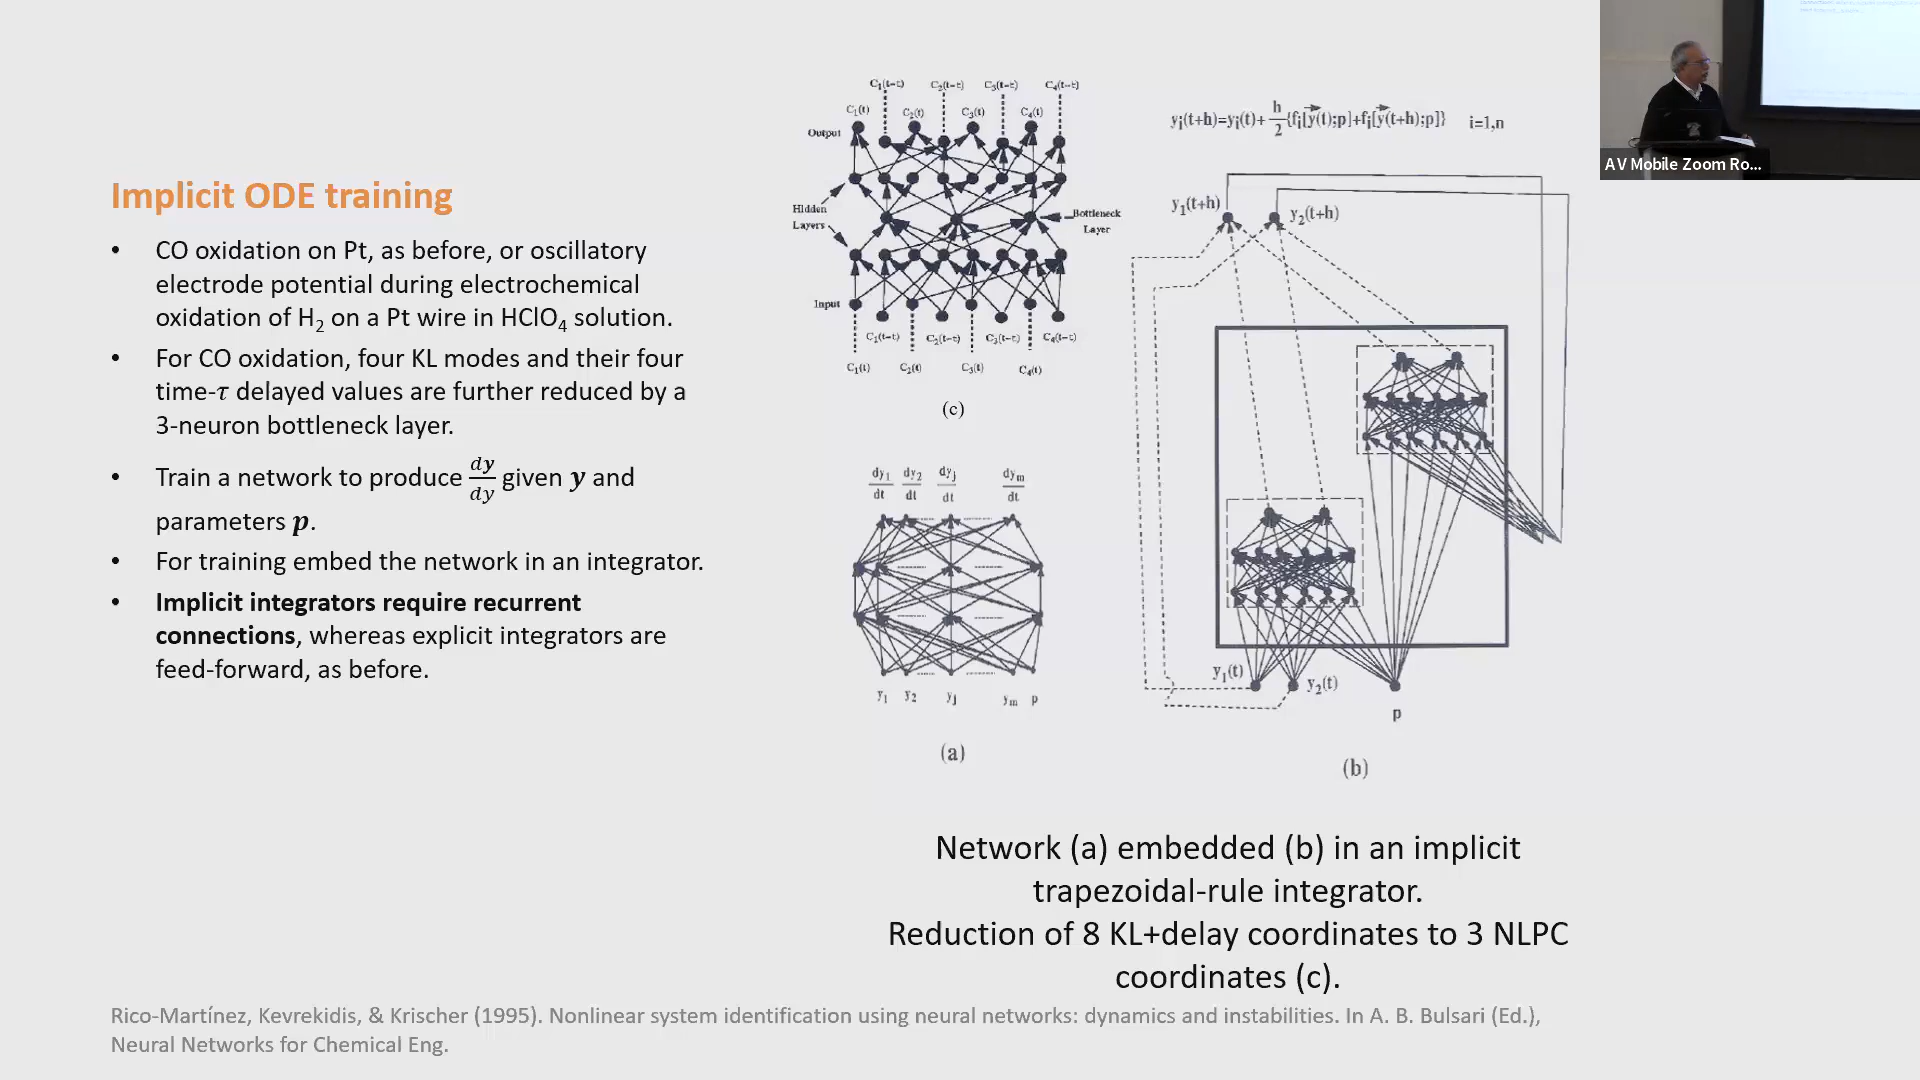 Implicit ODE training
• CO oxidation on Pt, as before, or oscillatory
electrode potential during electrochemical
oxidation of H₂ on a Pt wire in HClO₄ solution.
• For CO oxidation, four KL modes and their four
time-τ delayed values are further reduced by a
3-neuron bottleneck layer.
• Train a network to produce dy/dy given y and
parameters p.
• For training embed the network in an integrator.
• Implicit integrators require recurrent
connections, whereas explicit integrators are
feed-forward, as before.
C₁(t-τ) C₂(t-τ) C₃(t-τ) C₄(t-τ)
C₁(t) C₂(t) C₃(t) C₄(t)
Output
Hidden
Layers
Bottleneck
Layer
Input
C₁(t-τ) C₂(t-τ) C₃(t-τ) C₄(t-τ)
C₁(t) C₂(t) C₃(t) C₄(t)
(c)
dy₁/dt dy₂/dt dyⱼ/dt dyₘ/dt
y₁ y₂ yⱼ yₘ p
(a)
yᵢ(t+h)=yᵢ(t)+ h/2 {fᵢ[y⃗(t);p]+fᵢ[y⃗(t+h);p]} i=1,n
y₁(t+h) y₂(t+h)
y₁(t) y₂(t)
p
(b)
Network (a) embedded (b) in an implicit
trapezoidal-rule integrator.
Reduction of 8 KL+delay coordinates to 3 NLPC
coordinates (c).
Rico-Martínez, Kevrekidis, & Krischer (1995). Nonlinear system identification using neural networks: dynamics and instabilities. In A. B. Bulsari (Ed.),
Neural Networks for Chemical Eng.
AV Mobile Zoom Ro...